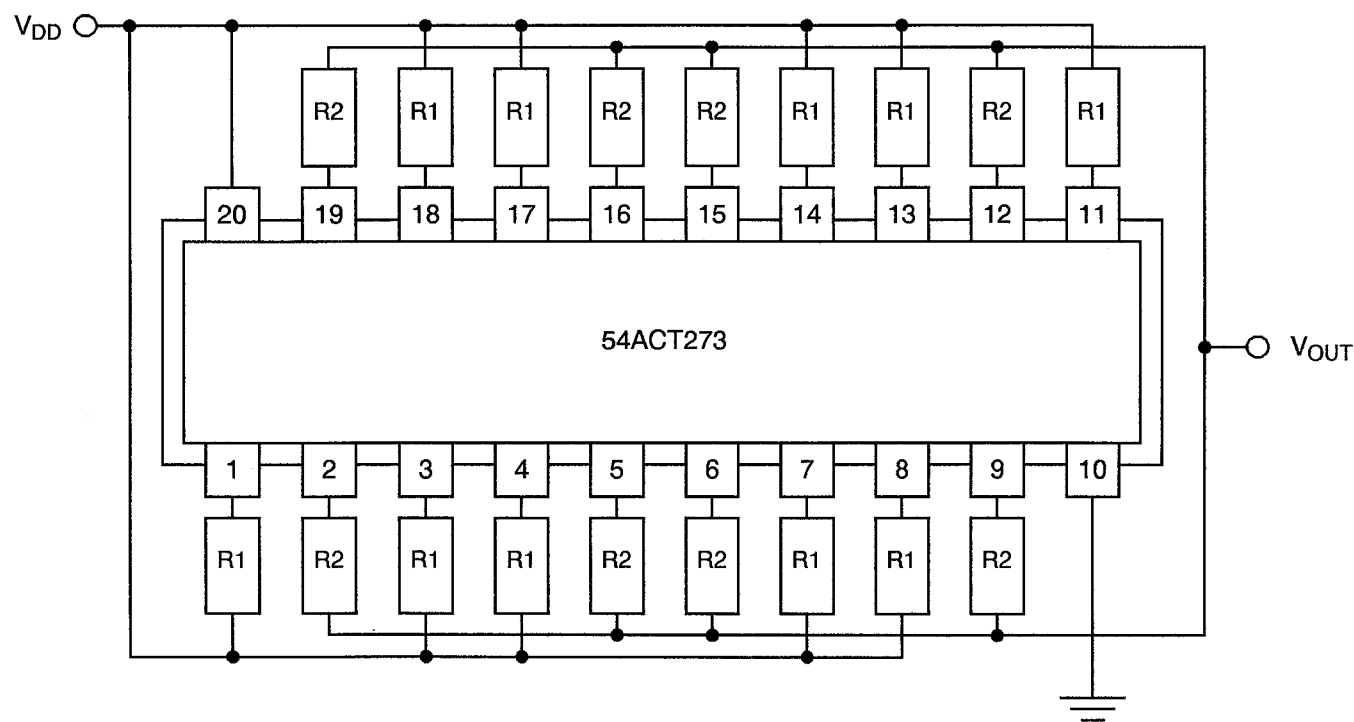 V_DD
R2 R1 R1 R2 R2 R1 R1 R2 R1
20 19 18 17 16 15 14 13 12 11
54ACT273
V_OUT
1 2 3 4 5 6 7 8 9 10
R1 R2 R1 R1 R2 R2 R1 R1 R2